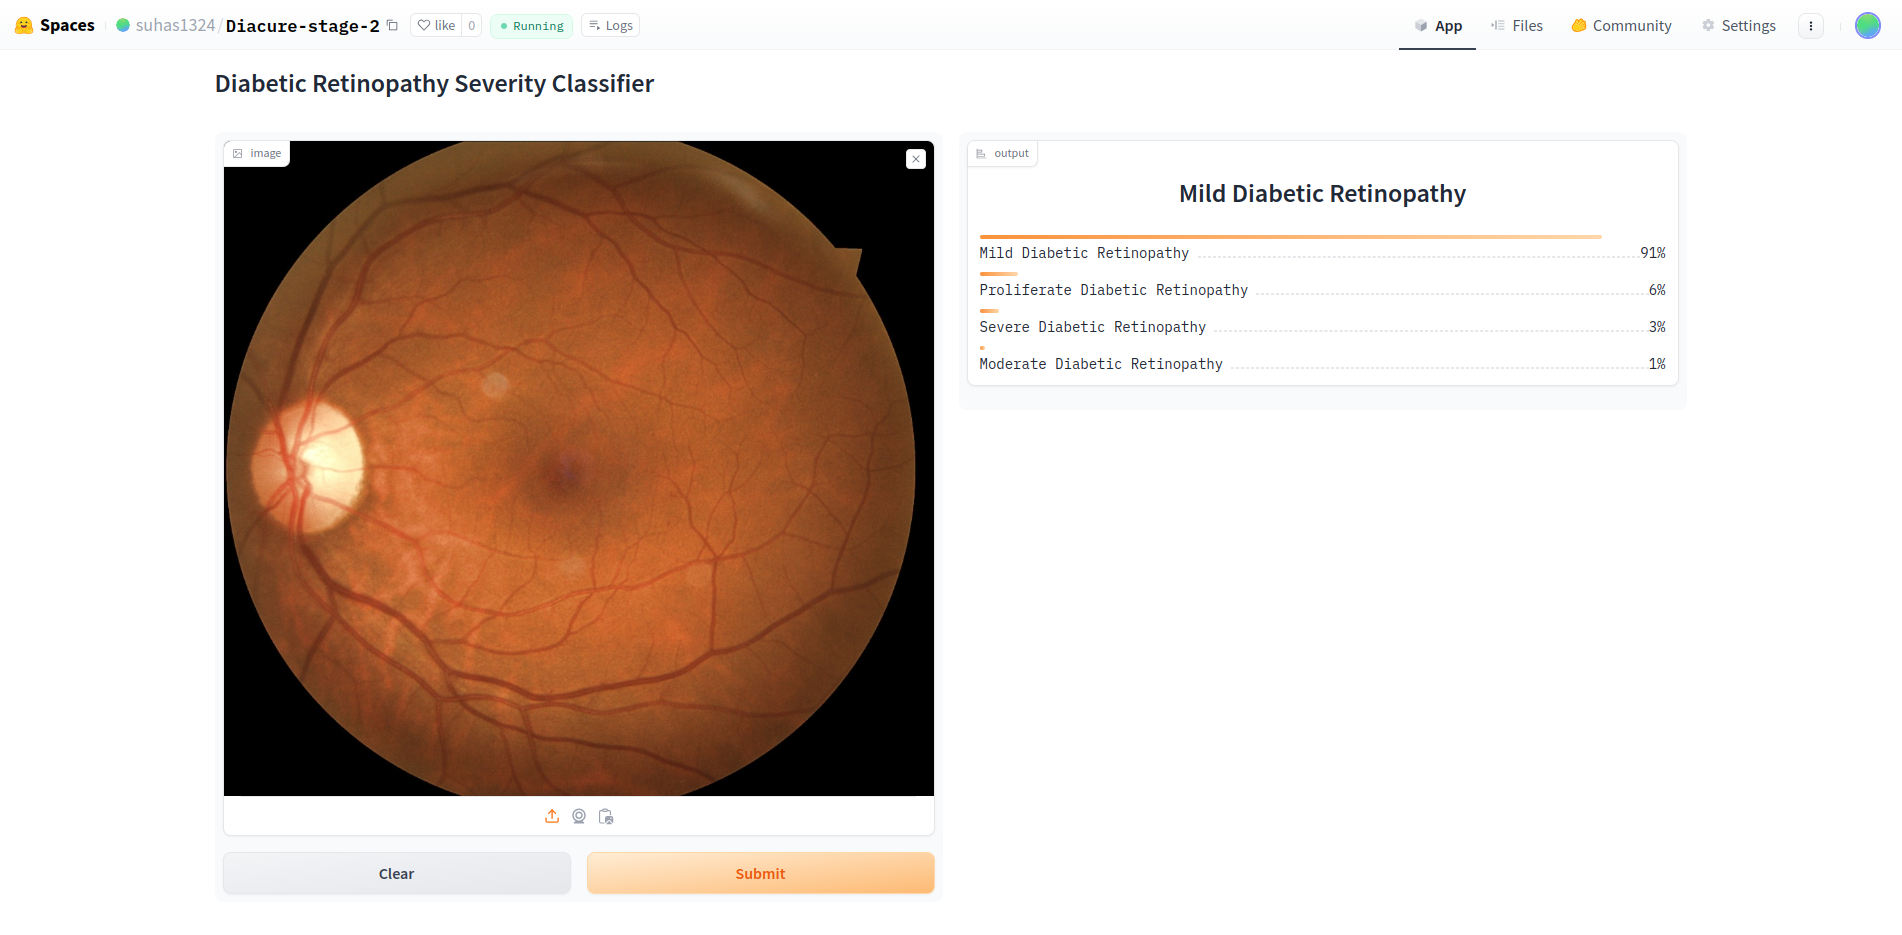 Spaces suhas1324/Diacure-stage-2 like 0 Running Logs App Files Community Settings
Diabetic Retinopathy Severity Classifier
image
output
Mild Diabetic Retinopathy
Mild Diabetic Retinopathy 91%
Proliferate Diabetic Retinopathy 6%
Severe Diabetic Retinopathy 3%
Moderate Diabetic Retinopathy 1%
Clear Submit